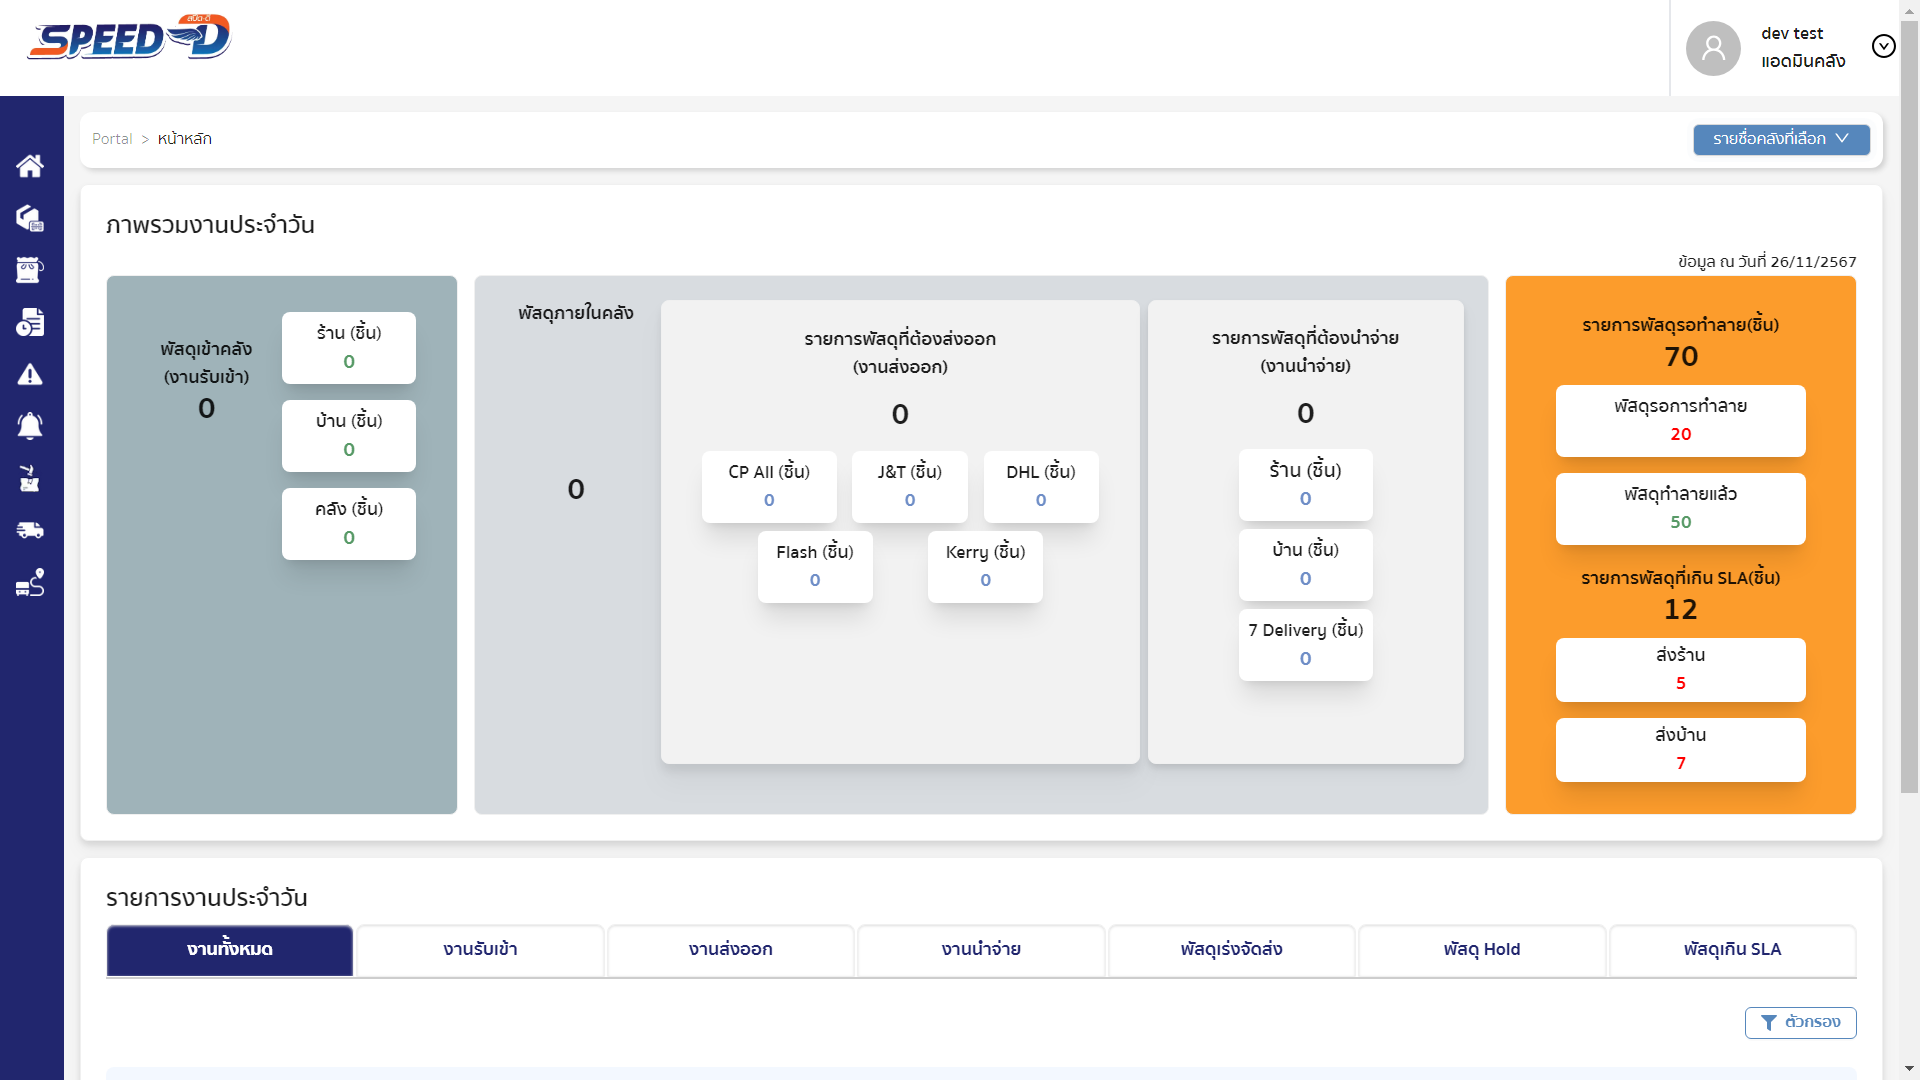 สปีด-ดี
SPEED-D
dev test
แอดมินคลัง
Portal > หน้าหลัก
รายชื่อคลังที่เลือก
ภาพรวมงานประจำวัน
ข้อมูล ณ วันที่ 26/11/2567
พัสดุเข้าคลัง
(งานรับเข้า)
0
ร้าน (ชิ้น)
0
บ้าน (ชิ้น)
0
คลัง (ชิ้น)
0
พัสดุภายในคลัง
0
รายการพัสดุที่ต้องส่งออก
(งานส่งออก)
0
CP All (ชิ้น)
0
J&T (ชิ้น)
0
DHL (ชิ้น)
0
Flash (ชิ้น)
0
Kerry (ชิ้น)
0
รายการพัสดุที่ต้องนำจ่าย
(งานนำจ่าย)
0
ร้าน (ชิ้น)
0
บ้าน (ชิ้น)
0
7 Delivery (ชิ้น)
0
รายการพัสดุรอทำลาย(ชิ้น)
70
พัสดุรอการทำลาย
20
พัสดุทำลายแล้ว
50
รายการพัสดุที่เกิน SLA(ชิ้น)
12
ส่งร้าน
5
ส่งบ้าน
7
รายการงานประจำวัน
งานทั้งหมด
งานรับเข้า
งานส่งออก
งานนำจ่าย
พัสดุเร่งจัดส่ง
พัสดุ Hold
พัสดุเกิน SLA
ตัวกรอง